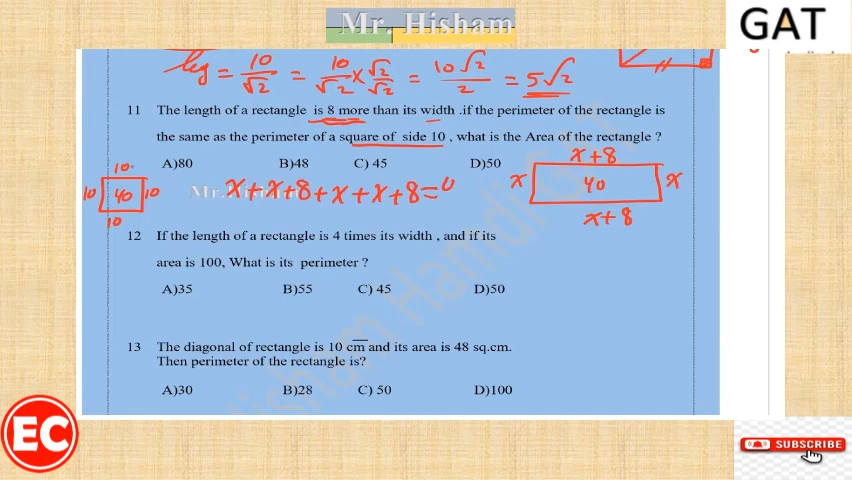 Mr. Hisham
GAT
leg = 10/√2 = 10/√2 × √2/√2 = 10√2/2 = 5√2
11 The length of a rectangle is 8 more than its width .if the perimeter of the rectangle is
the same as the perimeter of a square of side 10 , what is the Area of the rectangle ?
A)80 B)48 C) 45 D)50
10
10 40 10
10
x+8
x 40 x
x+8
Mr.Hisham
x+x+8+x+x+8=
12 If the length of a rectangle is 4 times its width , and if its
area is 100, What is its perimeter ?
A)35 B)55 C) 45 D)50
13 The diagonal of rectangle is 10 cm and its area is 48 sq.cm.
Then perimeter of the rectangle is?
A)30 B)28 C) 50 D)100
EC
SUBSCRIBE